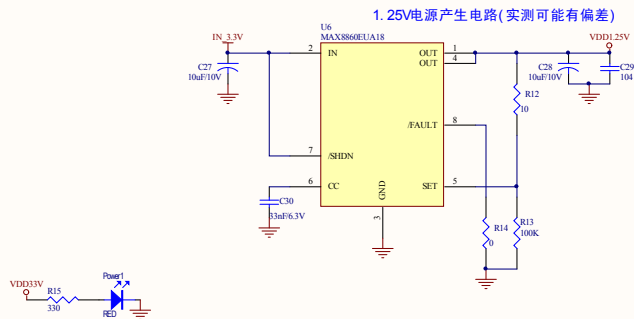 1.25V电源产生电路(实测可能有偏差)
IN_3.3V
U6
MAX8860EUA18
VDD1.25V
2
IN
OUT
1
OUT
4
C27
10uF/10V
C28
10uF/10V
C29
104
R12
10
/FAULT
8
7
/SHDN
6
CC
SET
5
C30
33nF/6.3V
GND
3
R14
0
R13
100K
VDD33V
R15
330
Power1
RED